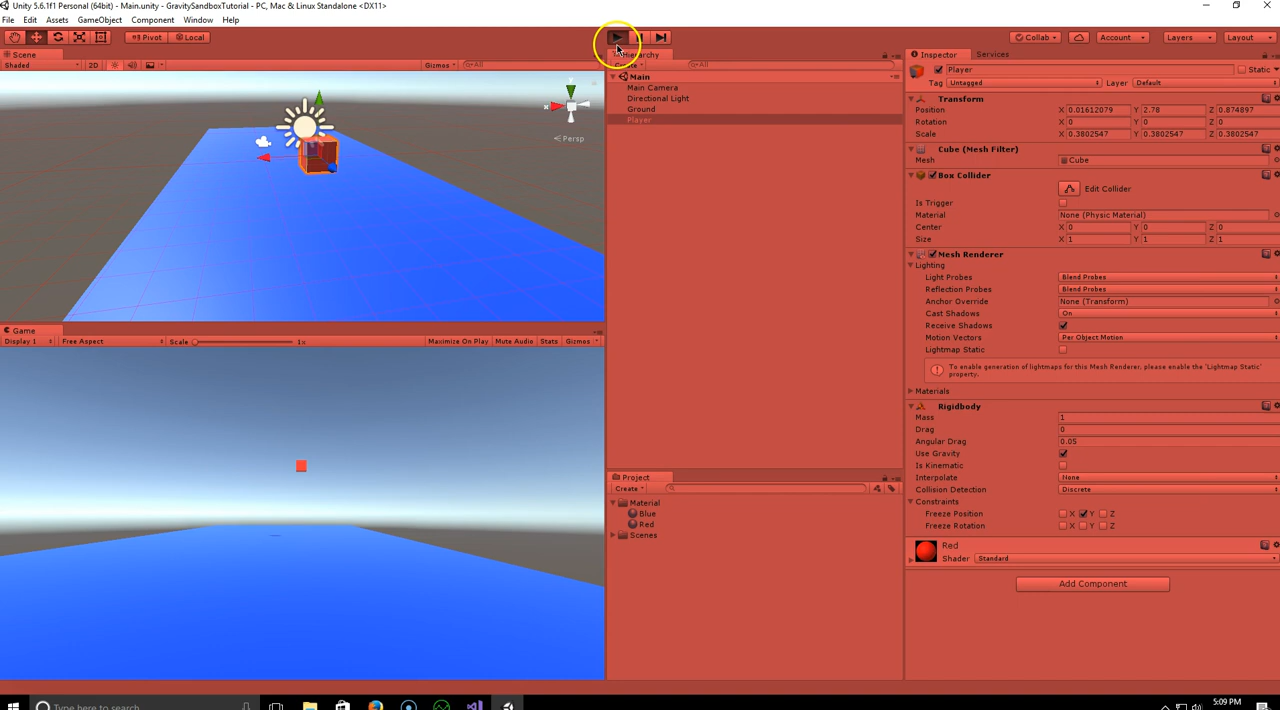 Unity 5.6.1f1 Personal (64bit) - Main.unity - GravitySandboxTutorial - PC, Mac & Linux Standalone <DX11>
File Edit Assets GameObject Component Window Help
Pivot Local Collab Account Layers Layout
Scene
Shaded 2D Gizmos All
Persp
Game
Display 1 Free Aspect Scale 1x Maximize On Play Mute Audio Stats Gizmos
Hierarchy
All
Main
Main Camera
Directional Light
Ground
Player
Project
Create
Material
Blue
Red
Scenes
Inspector Services
Player Static
Tag Untagged Layer Default
Transform
Position X 0.01612079 Y 2.78 Z 0.874897
Rotation X 0 Y 0 Z 0
Scale X 0.3802547 Y 0.3802547 Z 0.3802547
Cube (Mesh Filter)
Mesh Cube
Box Collider
Edit Collider
Is Trigger
Material None (Physic Material)
Center X 0 Y 0 Z 0
Size X 1 Y 1 Z 1
Mesh Renderer
Lighting
Light Probes Blend Probes
Reflection Probes Blend Probes
Anchor Override None (Transform)
Cast Shadows On
Receive Shadows
Motion Vectors Per Object Motion
Lightmap Static
To enable generation of lightmaps for this Mesh Renderer, please enable the 'Lightmap Static'
property.
Materials
Rigidbody
Mass 1
Drag 0
Angular Drag 0.05
Use Gravity
Is Kinematic
Interpolate None
Collision Detection Discrete
Constraints
Freeze Position X Y Z
Freeze Rotation X Y Z
Red
Shader Standard
Add Component
Type here to search
5:09 PM